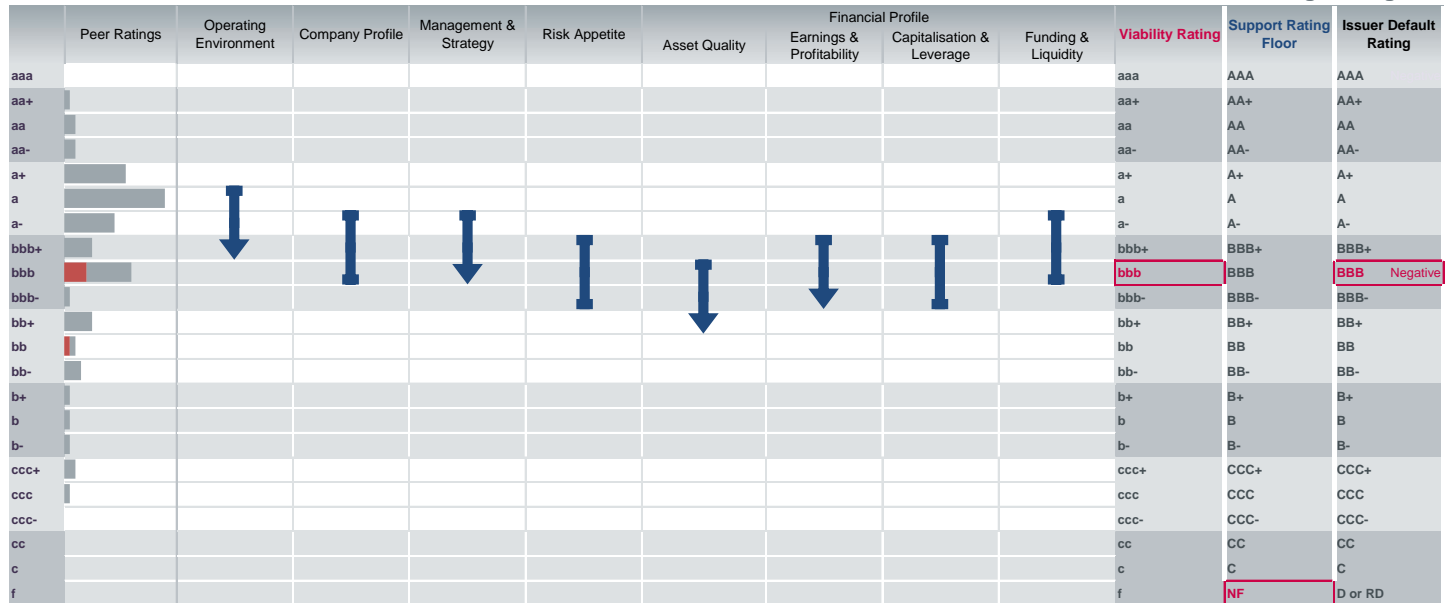 Financial Profile
Peer Ratings
Operating
Environment
Company Profile
Management &
Strategy
Risk Appetite
Asset Quality
Earnings &
Profitability
Capitalisation &
Leverage
Funding &
Liquidity
Viability Rating
Support Rating
Floor
Issuer Default
Rating
aaa aaa AAA AAA
aa+ aa+ AA+ AA+
aa aa AA AA
aa- aa- AA- AA-
a+ a+ A+ A+
a a A A
a- a- A- A-
bbb+ bbb+ BBB+ BBB+
bbb bbb BBB BBB Negative
bbb- bbb- BBB- BBB-
bb+ bb+ BB+ BB+
bb bb BB BB
bb- bb- BB- BB-
b+ b+ B+ B+
b b B B
b- b- B- B-
ccc+ ccc+ CCC+ CCC+
ccc ccc CCC CCC
ccc- ccc- CCC- CCC-
cc cc CC CC
c c C C
f f NF D or RD